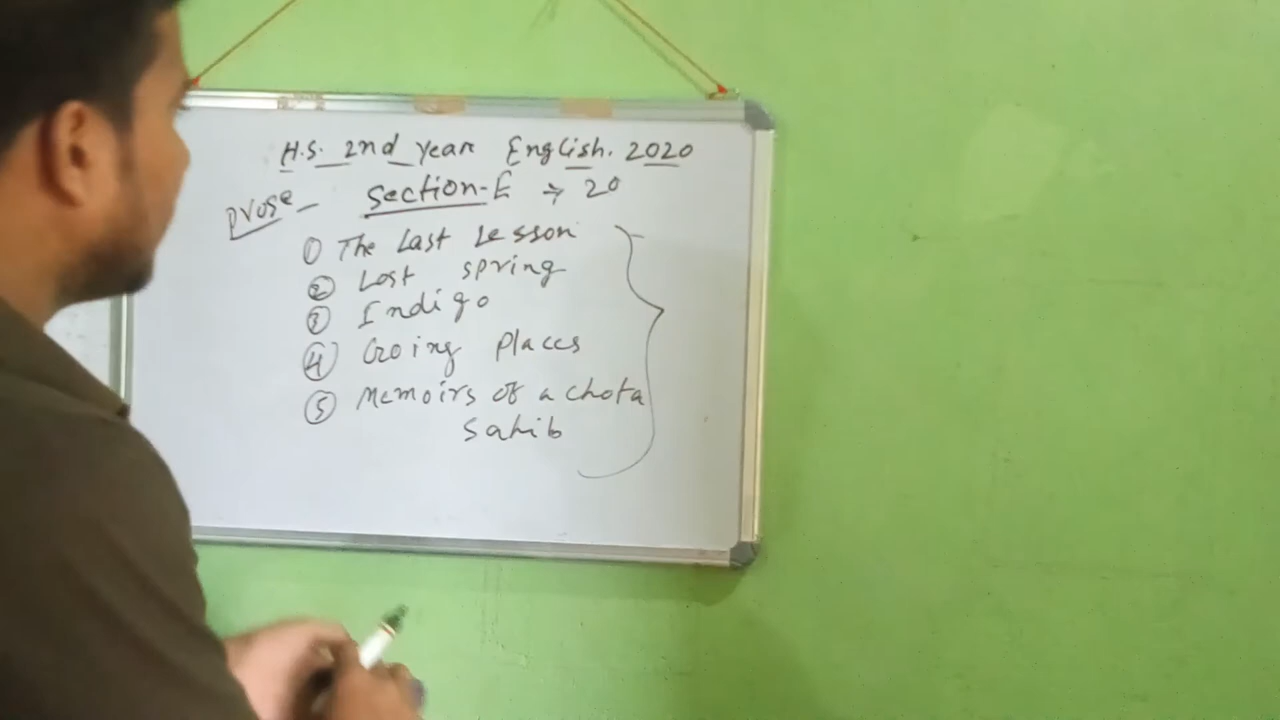 H.S. 2nd Year English. 2020
Prose - Section-E ⇒ 20
① The Last Lesson
② Lost spring
③ Indigo
④ Going places
⑤ Memoirs of a chota
sahib